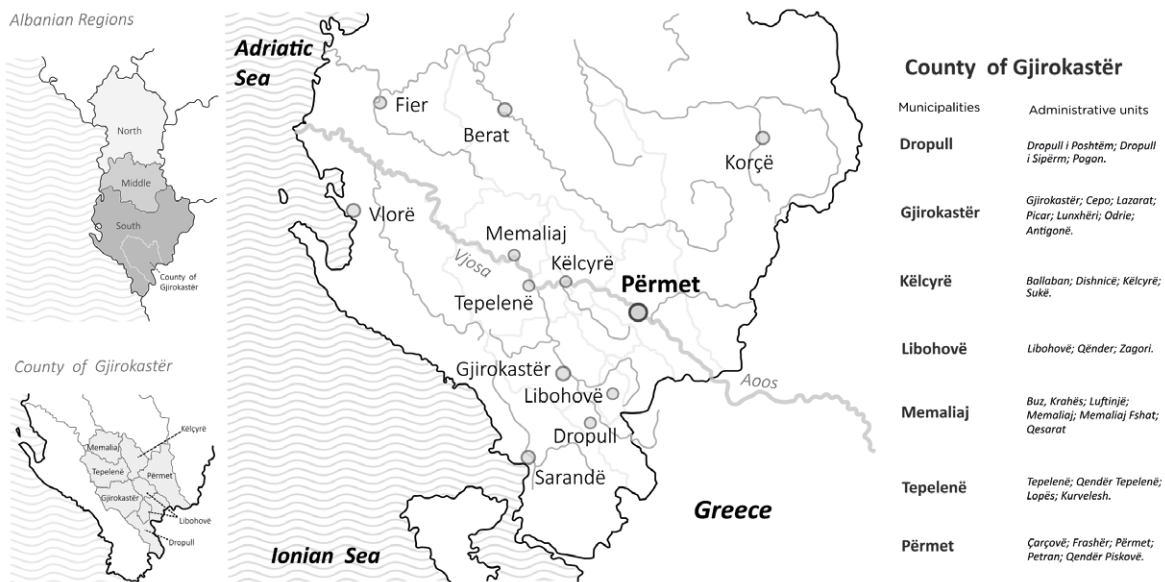 Albanian Regions
North
Middle
South
County of
Gjirokastër
County of Gjirokastër
Këlcyrë
Memaliaj
Tepelenë
Përmet
Gjirokastër
Libohovë
Dropull
Adriatic
Sea
Fier
Berat
Korçë
Vlorë
Memaliaj
Vjosa
Këlcyrë
Tepelenë
Përmet
Gjirokastër
Aoos
Libohovë
Dropull
Sarandë
Greece
Ionian Sea
County of Gjirokastër
Municipalities
Administrative units
Dropull
Dropull i Poshtëm; Dropull
i Sipërm; Pogon.
Gjirokastër
Gjirokastër; Cepo; Lazarat;
Picar; Lunxhëri; Odrie;
Antigonë.
Këlcyrë
Ballaban; Dishnicë; Këlcyrë;
Sukë.
Libohovë
Libohovë; Qënder; Zagori.
Memaliaj
Buz, Krahës; Luftinjë;
Memaliaj; Memaliaj Fshat;
Qesarat
Tepelenë
Tepelenë; Qendër Tepelenë;
Lopës; Kurvelesh.
Përmet
Çarçovë; Frashër; Përmet;
Petran; Qendër Piskovë.